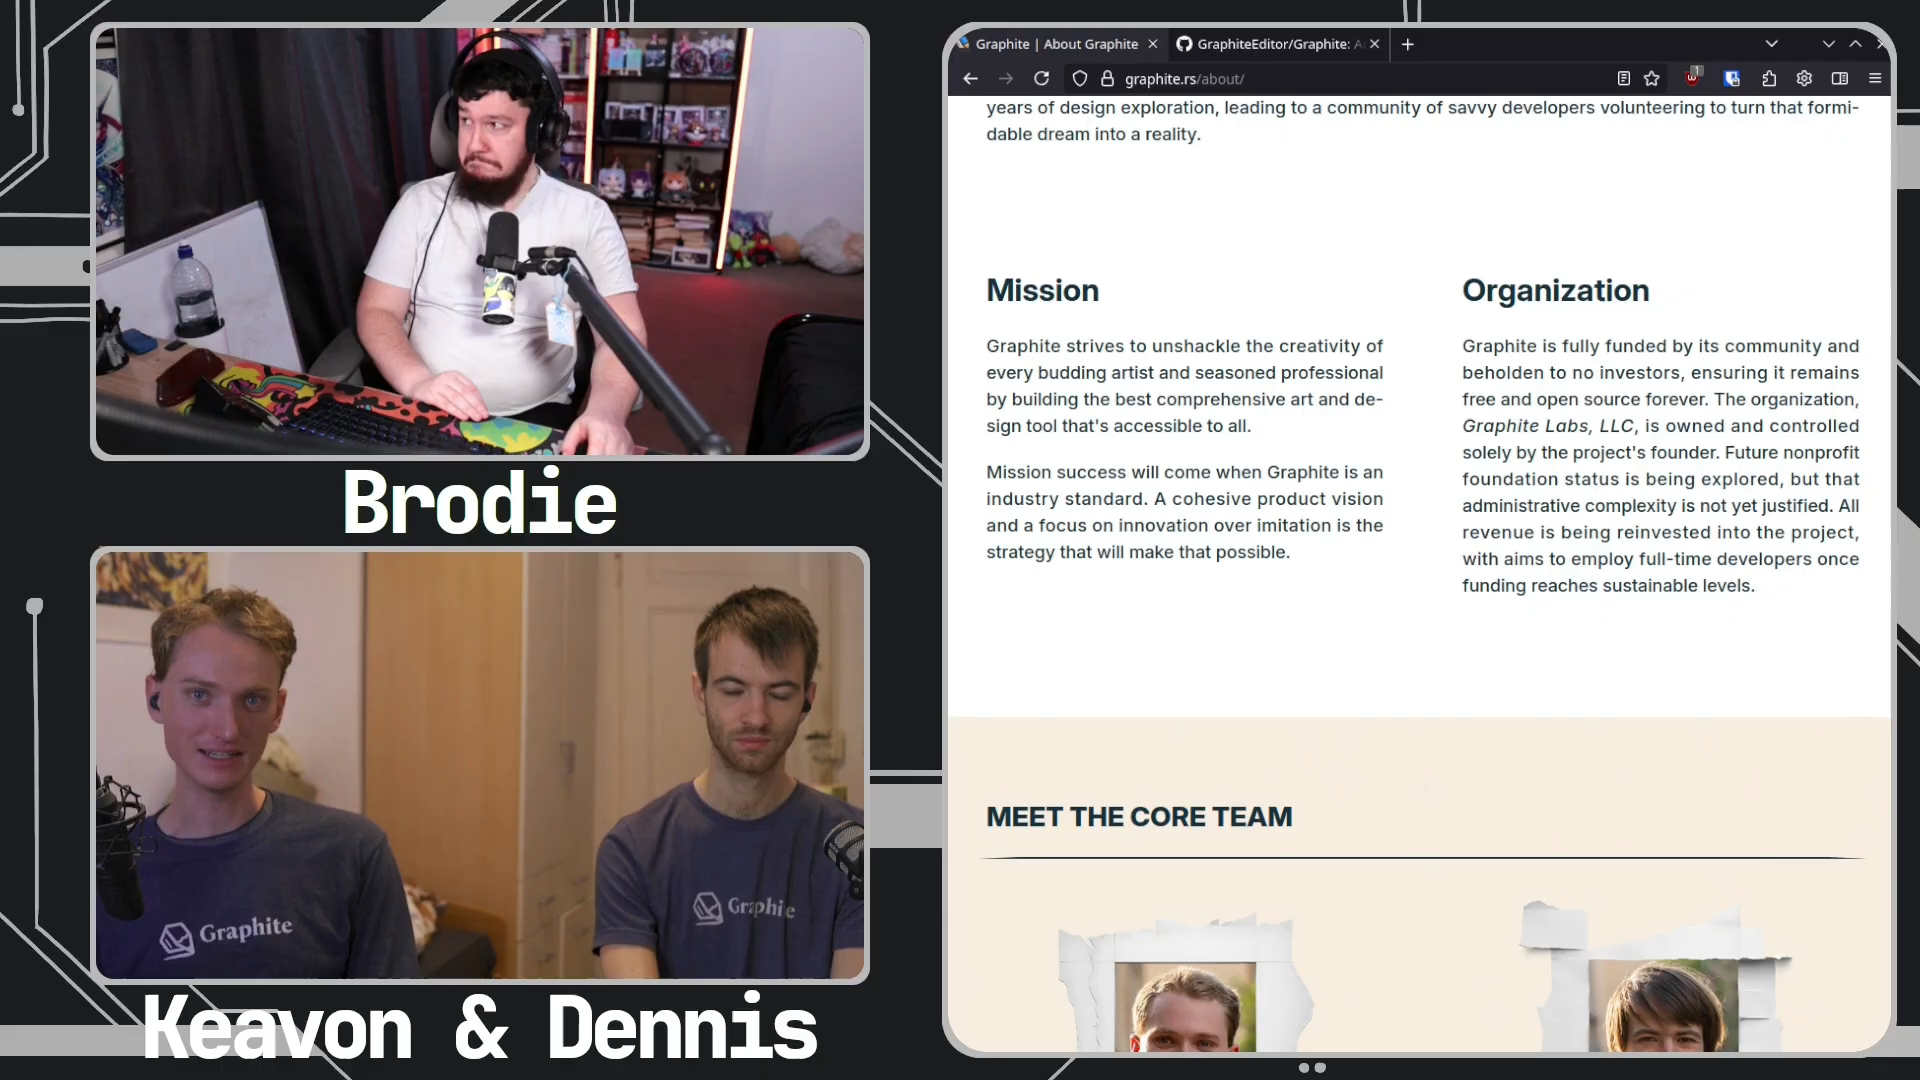 Brodie
Graphite
Graphite
Keavon & Dennis
Graphite | About Graphite
GraphiteEditor/Graphite: A
graphite.rs/about/
1
years of design exploration, leading to a community of savvy developers volunteering to turn that formi-
dable dream into a reality.
Mission
Graphite strives to unshackle the creativity of
every budding artist and seasoned professional
by building the best comprehensive art and de-
sign tool that's accessible to all.
Mission success will come when Graphite is an
industry standard. A cohesive product vision
and a focus on innovation over imitation is the
strategy that will make that possible.
Organization
Graphite is fully funded by its community and
beholden to no investors, ensuring it remains
free and open source forever. The organization,
Graphite Labs, LLC, is owned and controlled
solely by the project's founder. Future nonprofit
foundation status is being explored, but that
administrative complexity is not yet justified. All
revenue is being reinvested into the project,
with aims to employ full-time developers once
funding reaches sustainable levels.
MEET THE CORE TEAM